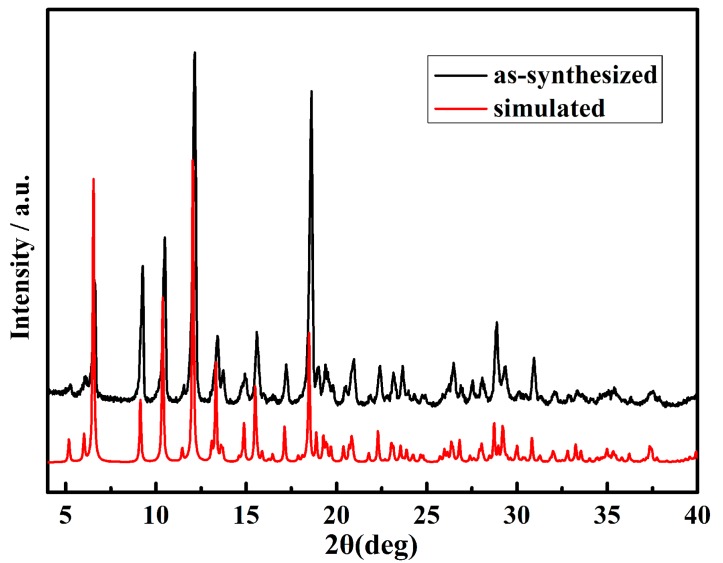 as-synthesized
simulated
Intensity / a.u.
5 10 15 20 25 30 35 40
2θ(deg)